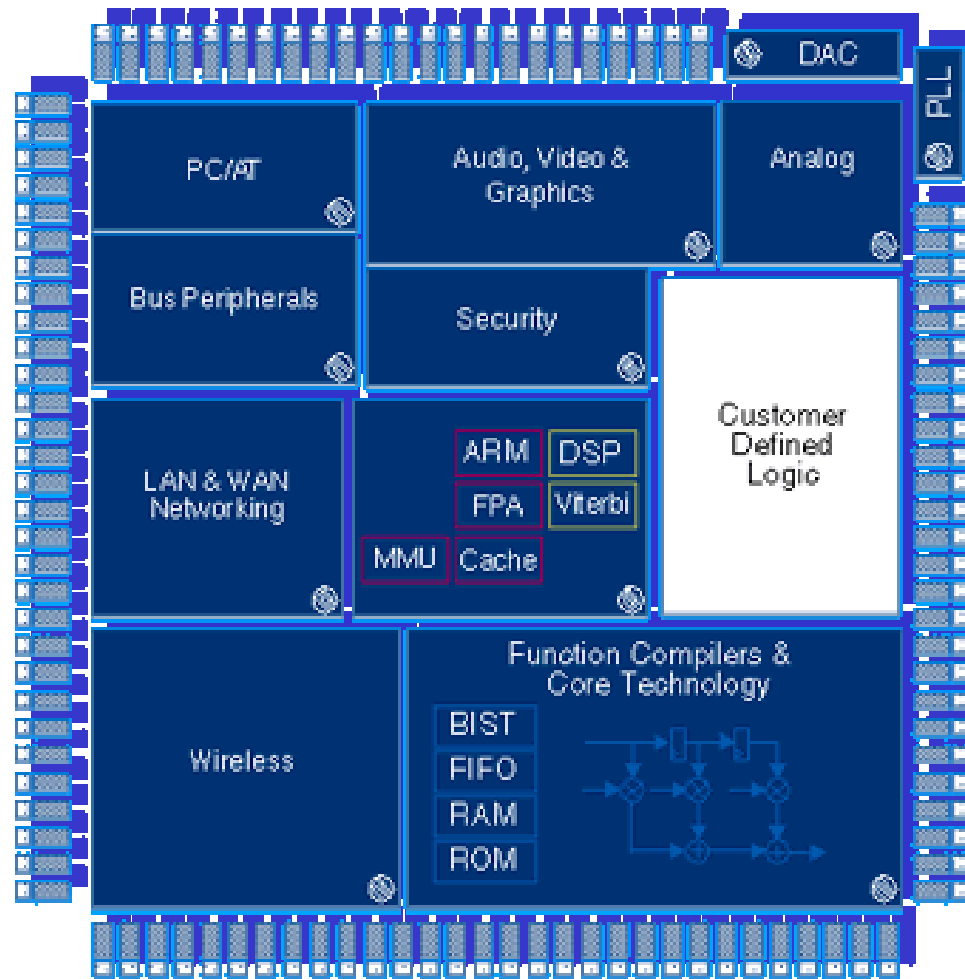 DAC
PLL
PC/AT
Audio, Video &
Graphics
Analog
Bus Peripherals
Security
Customer
Defined
Logic
LAN & WAN
Networking
ARM
DSP
FPA
Viterbi
MMU
Cache
Function Compilers &
Core Technology
Wireless
BIST
FIFO
RAM
ROM